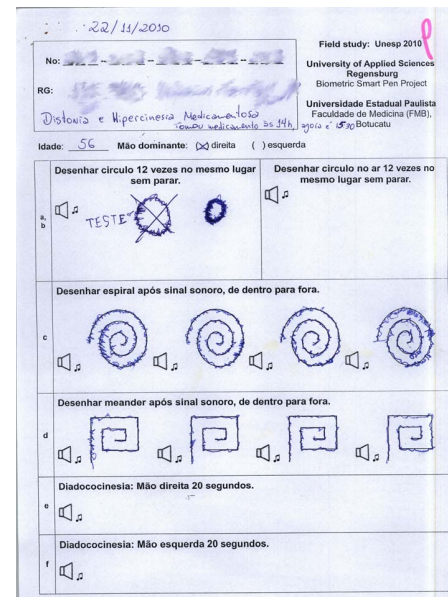 22/11/2010
Field study: Unesp 2010
No:
University of Applied Sciences
Regensburg
Biometric Smart Pen Project
RG:
Universidade Estadual Paulista
Faculdade de Medicina (FMB),
Botucatu
Distonia e Hipercinesia Medicamentosa
Tomou medicamento às 14h, agora é 15:30
Idade: 56 Mão dominante: (x) direita ( ) esquerda
a,
b
Desenhar circulo 12 vezes no mesmo lugar
sem parar.
TESTE
Desenhar circulo no ar 12 vezes no
mesmo lugar sem parar.
c
Desenhar espiral após sinal sonoro, de dentro para fora.
d
Desenhar meander após sinal sonoro, de dentro para fora.
e
Diadococinesia: Mão direita 20 segundos.
f
Diadococinesia: Mão esquerda 20 segundos.